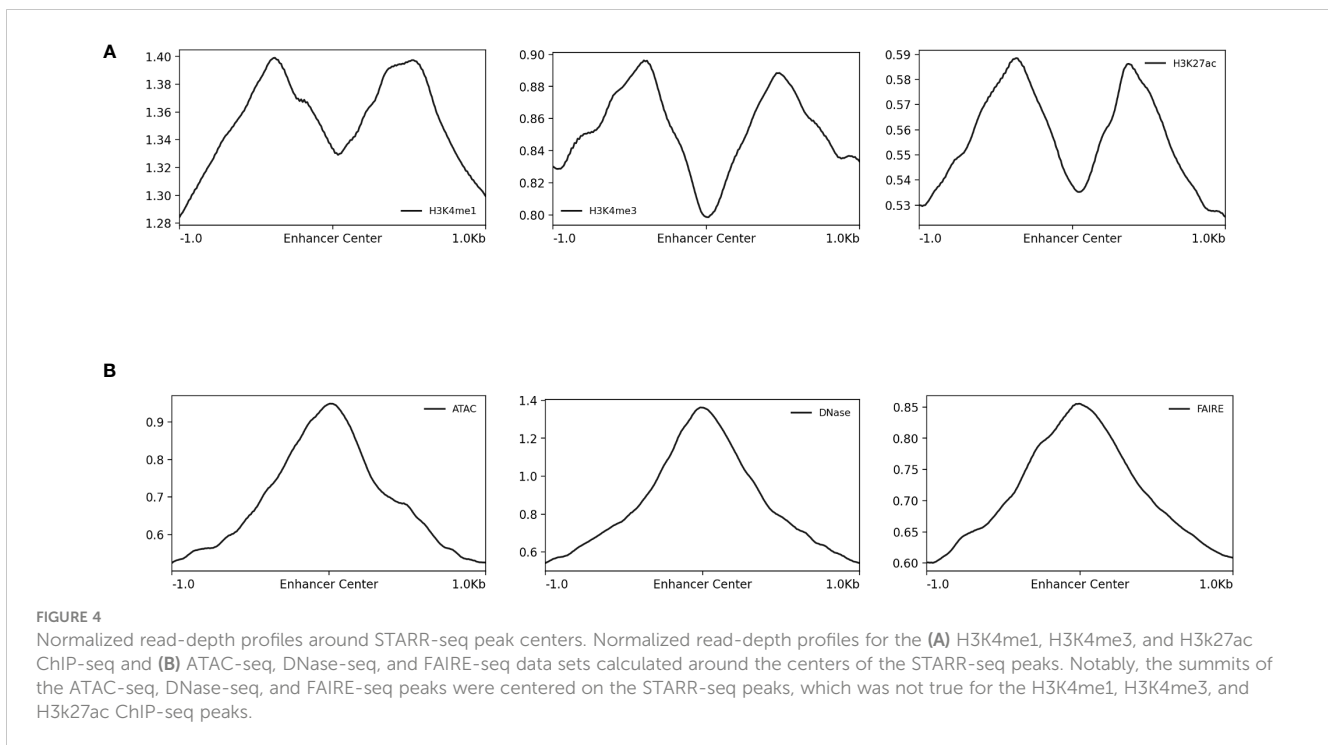 A
1.40
1.38
1.36
1.34
1.32
1.30
1.28
H3K4me1
-1.0 Enhancer Center 1.0Kb
0.90
0.88
0.86
0.84
0.82
0.80
H3K4me3
-1.0 Enhancer Center 1.0Kb
0.59
0.58
0.57
0.56
0.55
0.54
0.53
H3K27ac
-1.0 Enhancer Center 1.0Kb
B
0.9
0.8
0.7
0.6
ATAC
-1.0 Enhancer Center 1.0Kb
1.4
1.2
1.0
0.8
0.6
DNase
-1.0 Enhancer Center 1.0Kb
0.85
0.80
0.75
0.70
0.65
0.60
FAIRE
-1.0 Enhancer Center 1.0Kb
FIGURE 4
Normalized read-depth profiles around STARR-seq peak centers. Normalized read-depth profiles for the (A) H3K4me1, H3K4me3, and H3k27ac
ChIP-seq and (B) ATAC-seq, DNase-seq, and FAIRE-seq data sets calculated around the centers of the STARR-seq peaks. Notably, the summits of
the ATAC-seq, DNase-seq, and FAIRE-seq peaks were centered on the STARR-seq peaks, which was not true for the H3K4me1, H3K4me3, and
H3k27ac ChIP-seq peaks.